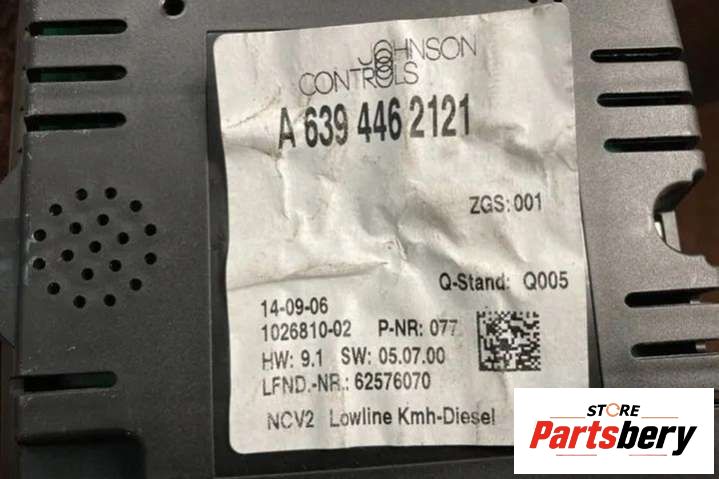 JOHNSON
CONTROLS
A 639 446 2121
ZGS: 001
Q-Stand: Q005
14-09-06
1026810-02 P-NR: 077
HW: 9.1 SW: 05.07.00
LFND.-NR.: 62576070
NCV2 Lowline Kmh-Diesel
STORE
Partsbery